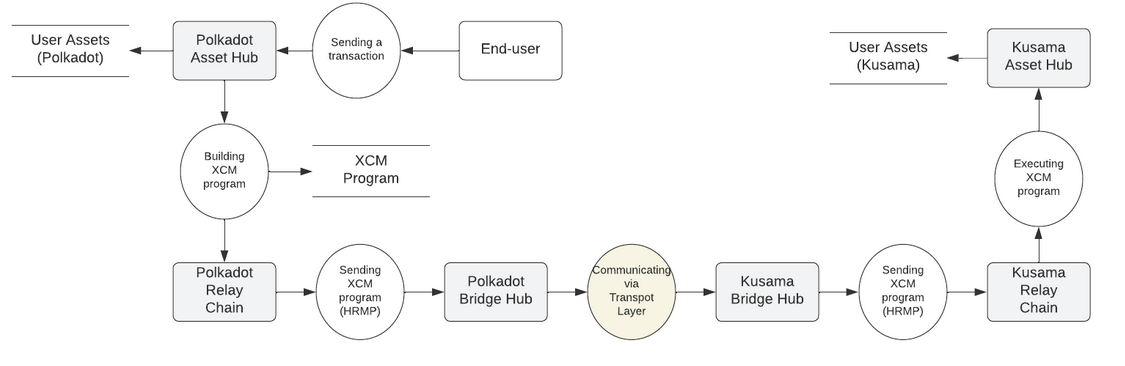 User Assets
(Polkadot)
Polkadot
Asset Hub
Sending a
transaction
End-user
User Assets
(Kusama)
Kusama
Asset Hub
Building
XCM
program
XCM
Program
Executing
XCM
program
Polkadot
Relay
Chain
Sending
XCM
program
(HRMP)
Polkadot
Bridge Hub
Communicating
via
Transpot
Layer
Kusama
Bridge Hub
Sending
XCM
program
(HRMP)
Kusama
Relay
Chain